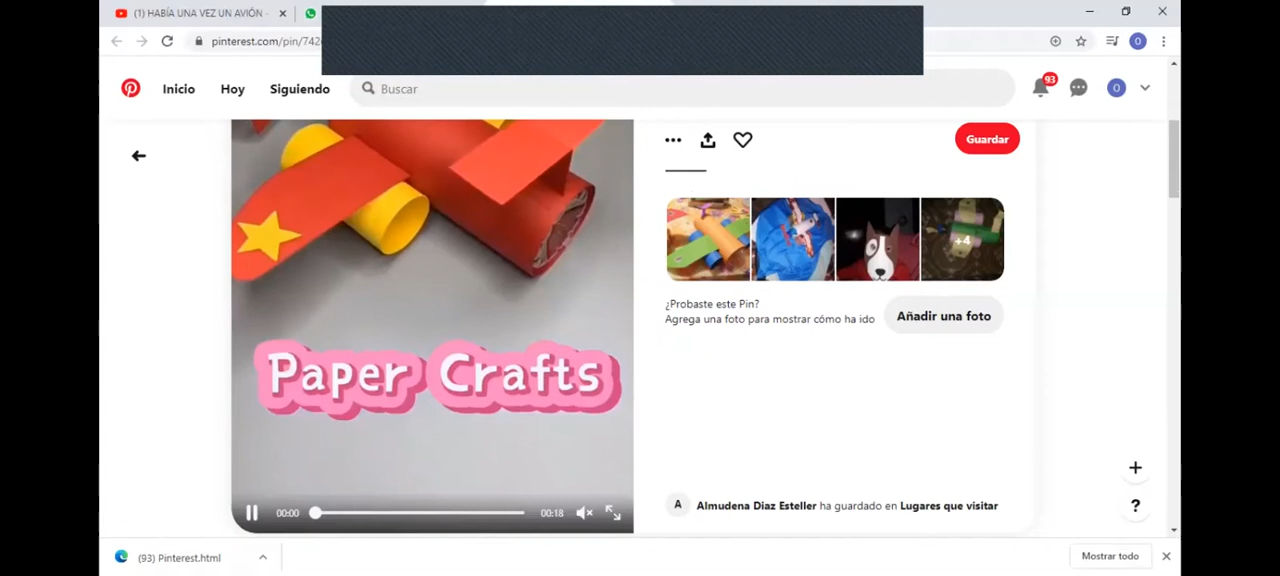 (1) HABÍA UNA VEZ UN AVIÓN -
pinterest.com/pin/742
O
Inicio
Hoy
Siguiendo
Buscar
93
O
Guardar
+4
¿Probaste este Pin?
Agrega una foto para mostrar cómo ha ido
Añadir una foto
Paper Crafts
00:00
00:18
A
Almudena Diaz Esteller ha guardado en Lugares que visitar
+
?
(93) Pinterest.html
Mostrar todo